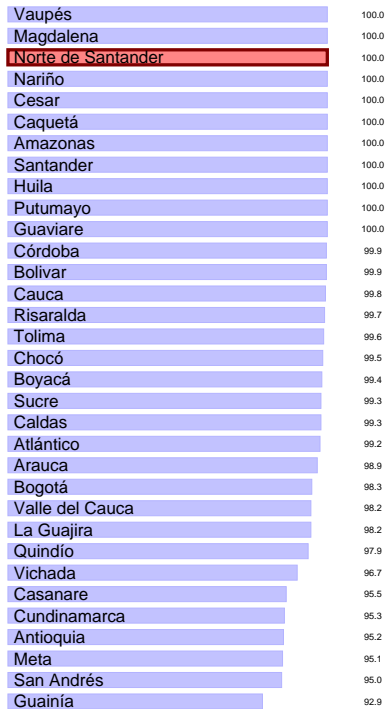 Vaupés 100.0
Magdalena 100.0
Norte de Santander 100.0
Nariño 100.0
Cesar 100.0
Caquetá 100.0
Amazonas 100.0
Santander 100.0
Huila 100.0
Putumayo 100.0
Guaviare 100.0
Córdoba 99.9
Bolivar 99.9
Cauca 99.8
Risaralda 99.7
Tolima 99.6
Chocó 99.5
Boyacá 99.4
Sucre 99.3
Caldas 99.3
Atlántico 99.2
Arauca 98.9
Bogotá 98.3
Valle del Cauca 98.2
La Guajira 98.2
Quindío 97.9
Vichada 96.7
Casanare 95.5
Cundinamarca 95.3
Antioquia 95.2
Meta 95.1
San Andrés 95.0
Guainía 92.9